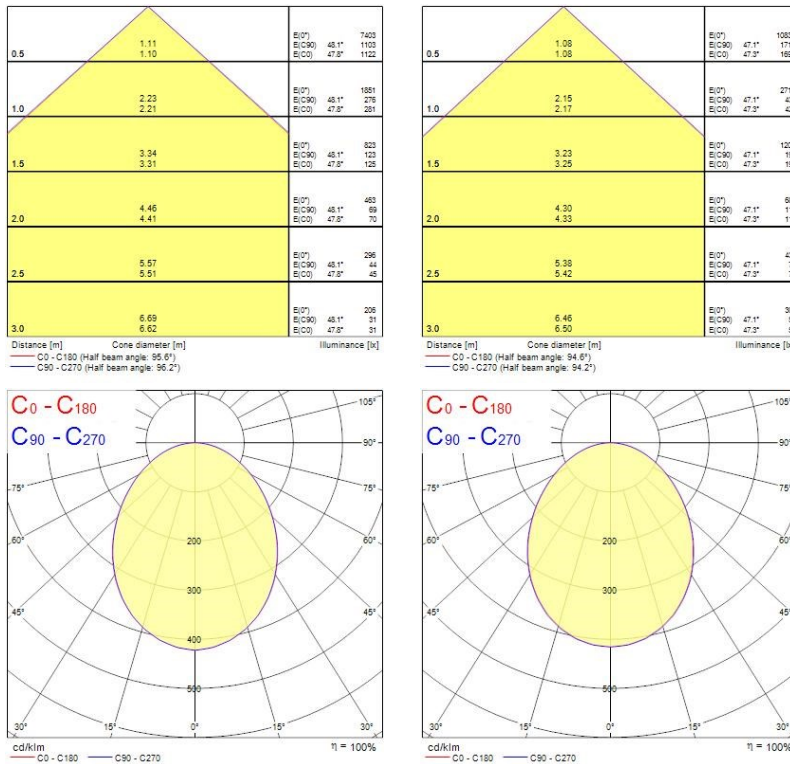 E(0°) 7403
1.11 E(C90) 48.1° 1103
0.5 1.10 E(C0) 47.8° 1122
E(0°) 1851
2.23 E(C90) 48.1° 276
1.0 2.21 E(C0) 47.8° 281
E(0°) 823
3.34 E(C90) 48.1° 123
1.5 3.31 E(C0) 47.8° 125
E(0°) 463
4.46 E(C90) 48.1° 69
2.0 4.41 E(C0) 47.8° 70
E(0°) 296
5.57 E(C90) 48.1° 44
2.5 5.51 E(C0) 47.8° 45
E(0°) 206
6.69 E(C90) 48.1° 31
3.0 6.62 E(C0) 47.8° 31
Distance [m] Cone diameter [m] Illuminance [lx]
C0 - C180 (Half beam angle: 95.6°)
C90 - C270 (Half beam angle: 96.2°)
E(0°)
1.08 E(C90) 47.1°
0.5 1.08 E(C0) 47.3°
E(0°)
2.15 E(C90) 47.1°
1.0 2.17 E(C0) 47.3°
E(0°)
3.23 E(C90) 47.1°
1.5 3.25 E(C0) 47.3°
E(0°)
4.30 E(C90) 47.1°
2.0 4.33 E(C0) 47.3°
E(0°)
5.38 E(C90) 47.1°
2.5 5.42 E(C0) 47.3°
E(0°)
6.46 E(C90) 47.1°
3.0 6.50 E(C0) 47.3°
Distance [m] Cone diameter [m] Illuminance [lx]
C0 - C180 (Half beam angle: 94.6°)
C90 - C270 (Half beam angle: 94.2°)
C0 - C180
C90 - C270
105°
90°
75° 75°
60° 60°
45° 45°
200
300
400
500
30° 15° 0° 15° 30°
cd/klm η = 100%
C0 - C180 C90 - C270
C0 - C180
C90 - C270
105°
90°
75° 75°
60° 60°
45° 45°
200
300
500
30° 15° 0° 15° 30°
cd/klm η = 100%
C0 - C180 C90 - C270